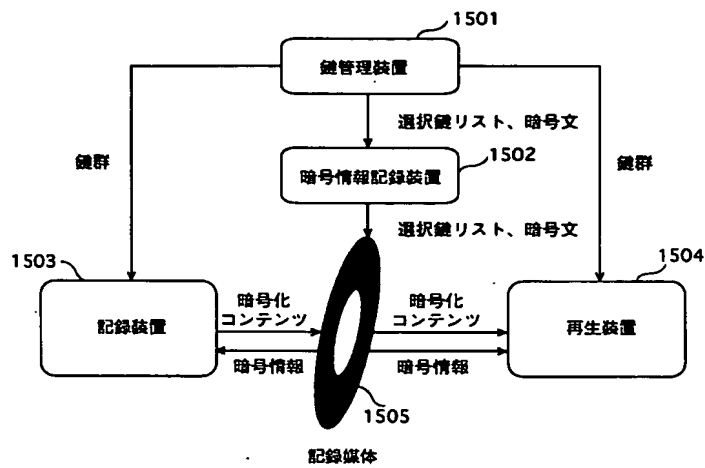 1501
鍵管理装置
選択鍵リスト、暗号文
鍵群
1502
暗号情報記録装置
鍵群
選択鍵リスト、暗号文
1503
記録装置
暗号化
コンテンツ
暗号情報
暗号化
コンテンツ
暗号情報
1504
再生装置
1505
記録媒体